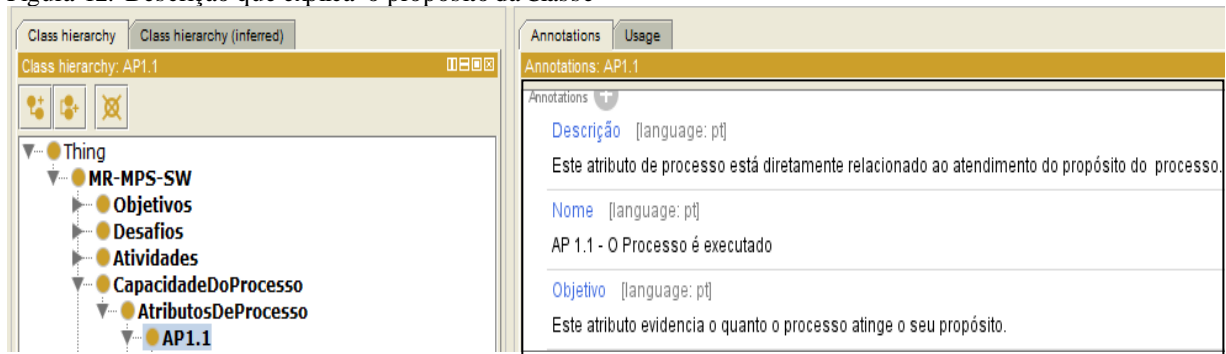 Figura 42: Descrição que explica o propósito da Classe
Class hierarchy
Class hierarchy (inferred)
Class hierarchy: AP1.1
Thing
MR-MPS-SW
Objetivos
Desafios
Atividades
CapacidadeDoProcesso
AtributosDeProcesso
AP1.1
Annotations
Usage
Annotations: AP1.1
Annotations
Descrição [language: pt]
Este atributo de processo está diretamente relacionado ao atendimento do propósito do processo.
Nome [language: pt]
AP 1.1 - O Processo é executado
Objetivo [language: pt]
Este atributo evidencia o quanto o processo atinge o seu propósito.